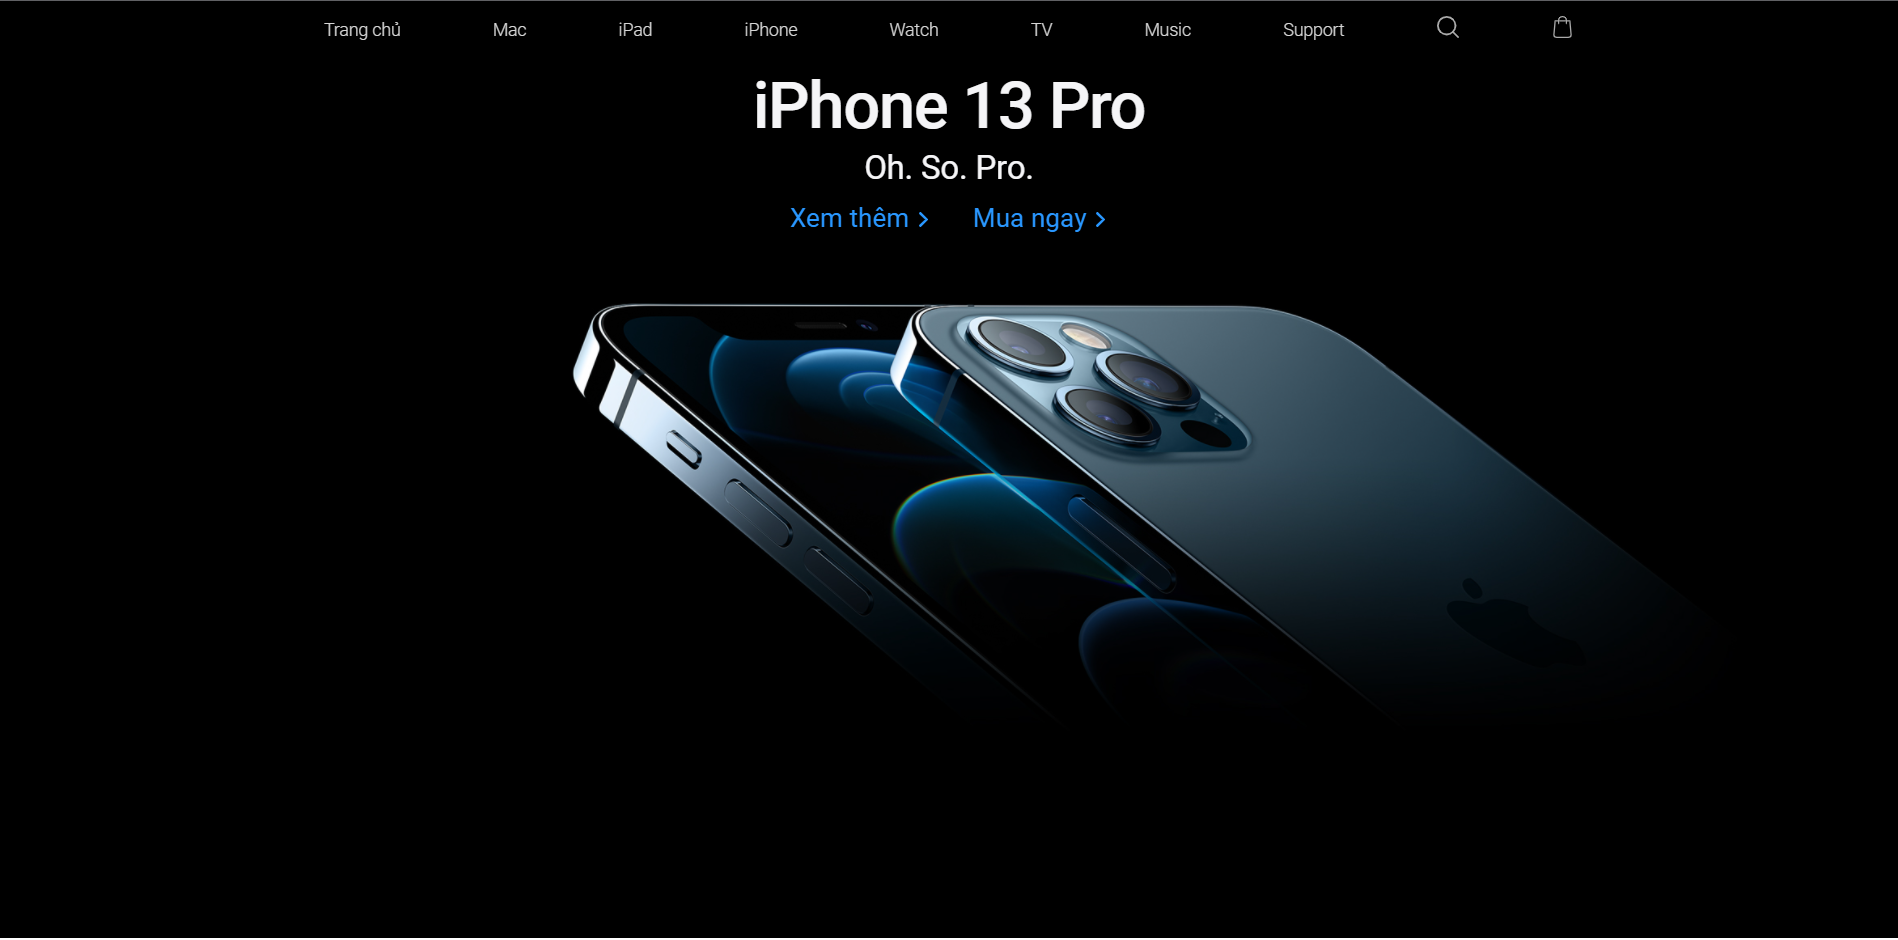 Trang chủ Mac iPad iPhone Watch TV Music Support
iPhone 13 Pro
Oh. So. Pro.
Xem thêm > Mua ngay >